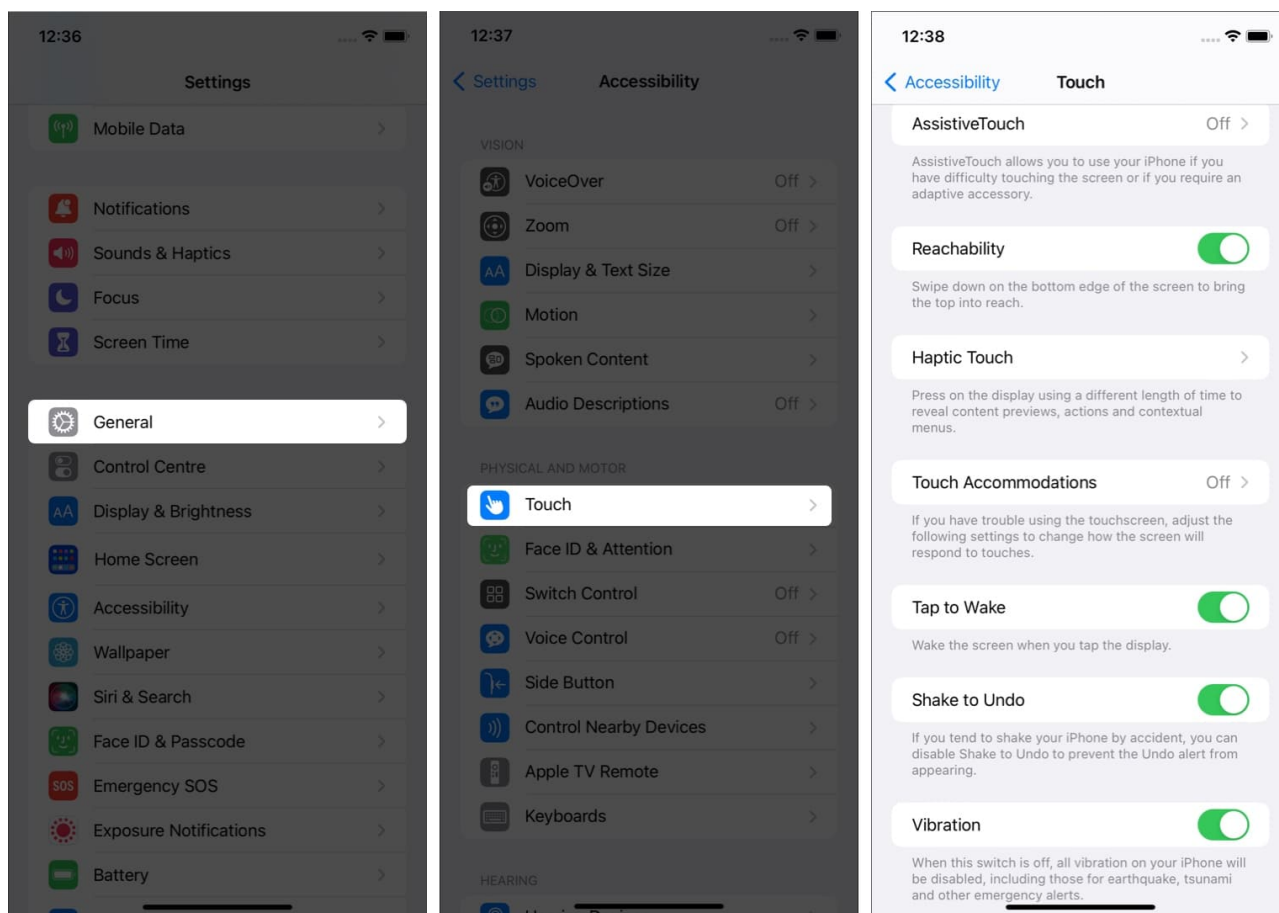 12:36
Settings
Mobile Data
Notifications
Sounds & Haptics
Focus
Screen Time
General
Control Centre
AA
Display & Brightness
Home Screen
Accessibility
Wallpaper
Siri & Search
Face ID & Passcode
SOS
Emergency SOS
Exposure Notifications
Battery
12:37
Settings
Accessibility
VISION
VoiceOver
Off
Zoom
Off
AA
Display & Text Size
Motion
Spoken Content
Audio Descriptions
Off
PHYSICAL AND MOTOR
Touch
Face ID & Attention
Switch Control
Off
Voice Control
Off
Side Button
Control Nearby Devices
Apple TV Remote
Keyboards
HEARING
12:38
Accessibility
Touch
AssistiveTouch
Off
AssistiveTouch allows you to use your iPhone if you
have difficulty touching the screen or if you require an
adaptive accessory.
Reachability
Swipe down on the bottom edge of the screen to bring
the top into reach.
Haptic Touch
Press on the display using a different length of time to
reveal content previews, actions and contextual
menus.
Touch Accommodations
Off
If you have trouble using the touchscreen, adjust the
following settings to change how the screen will
respond to touches.
Tap to Wake
Wake the screen when you tap the display.
Shake to Undo
If you tend to shake your iPhone by accident, you can
disable Shake to Undo to prevent the Undo alert from
appearing.
Vibration
When this switch is off, all vibration on your iPhone will
be disabled, including those for earthquake, tsunami
and other emergency alerts.